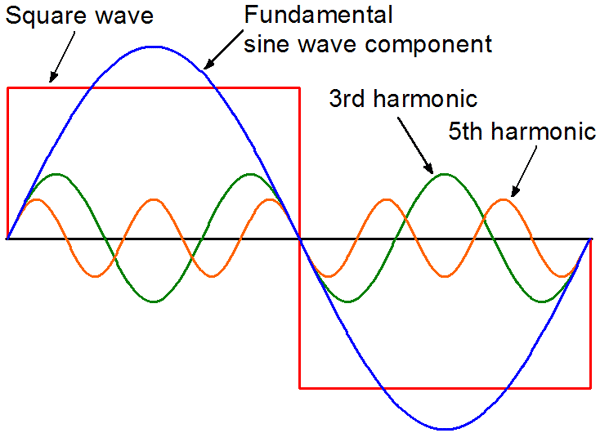 Square wave
Fundamental
sine wave component
3rd harmonic
5th harmonic